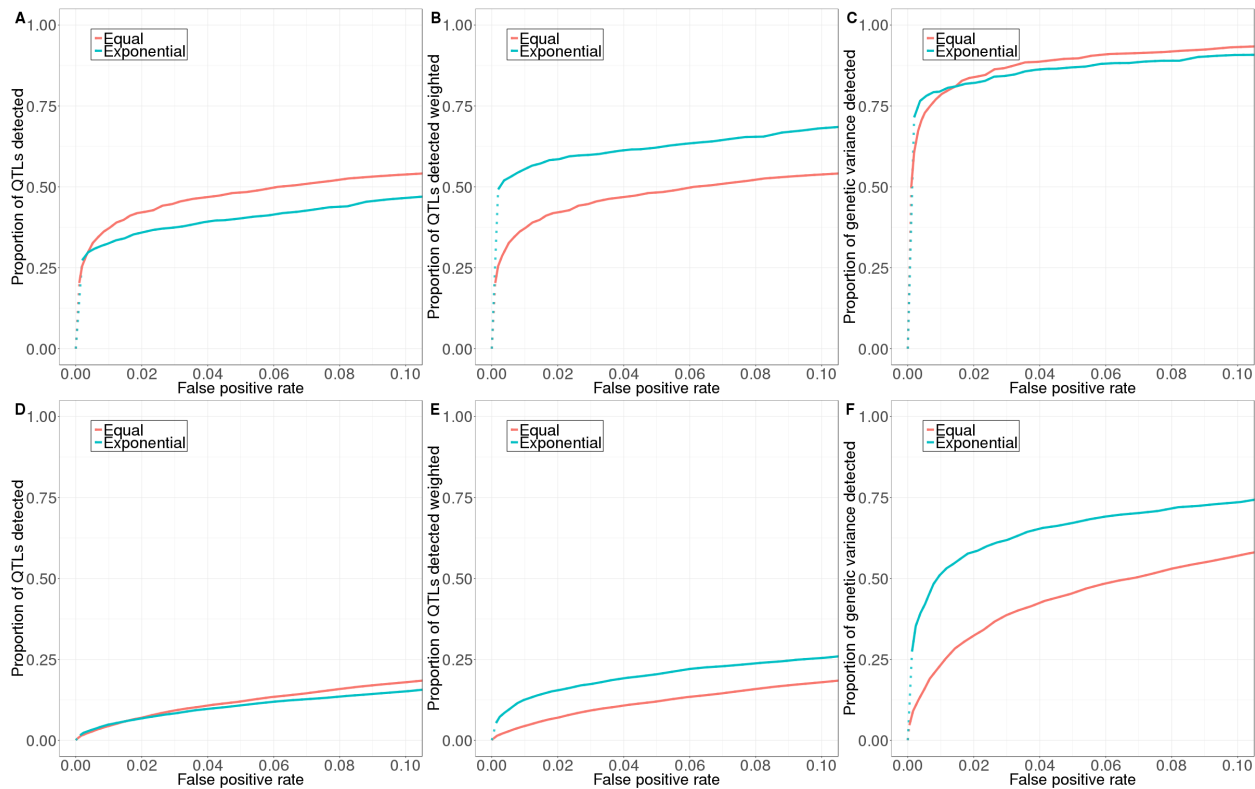 A
Proportion of QTLs detected
1.00
0.75
0.50
0.25
0.00
Equal
Exponential
0.00 0.02 0.04 0.06 0.08 0.10
False positive rate
B
Proportion of QTLs detected weighted
1.00
0.75
0.50
0.25
0.00
Equal
Exponential
0.00 0.02 0.04 0.06 0.08 0.10
False positive rate
C
Proportion of genetic variance detected
1.00
0.75
0.50
0.25
0.00
Equal
Exponential
0.00 0.02 0.04 0.06 0.08 0.10
False positive rate
D
Proportion of QTLs detected
1.00
0.75
0.50
0.25
0.00
Equal
Exponential
0.00 0.02 0.04 0.06 0.08 0.10
False positive rate
E
Proportion of QTLs detected weighted
1.00
0.75
0.50
0.25
0.00
Equal
Exponential
0.00 0.02 0.04 0.06 0.08 0.10
False positive rate
F
Proportion of genetic variance detected
1.00
0.75
0.50
0.25
0.00
Equal
Exponential
0.00 0.02 0.04 0.06 0.08 0.10
False positive rate